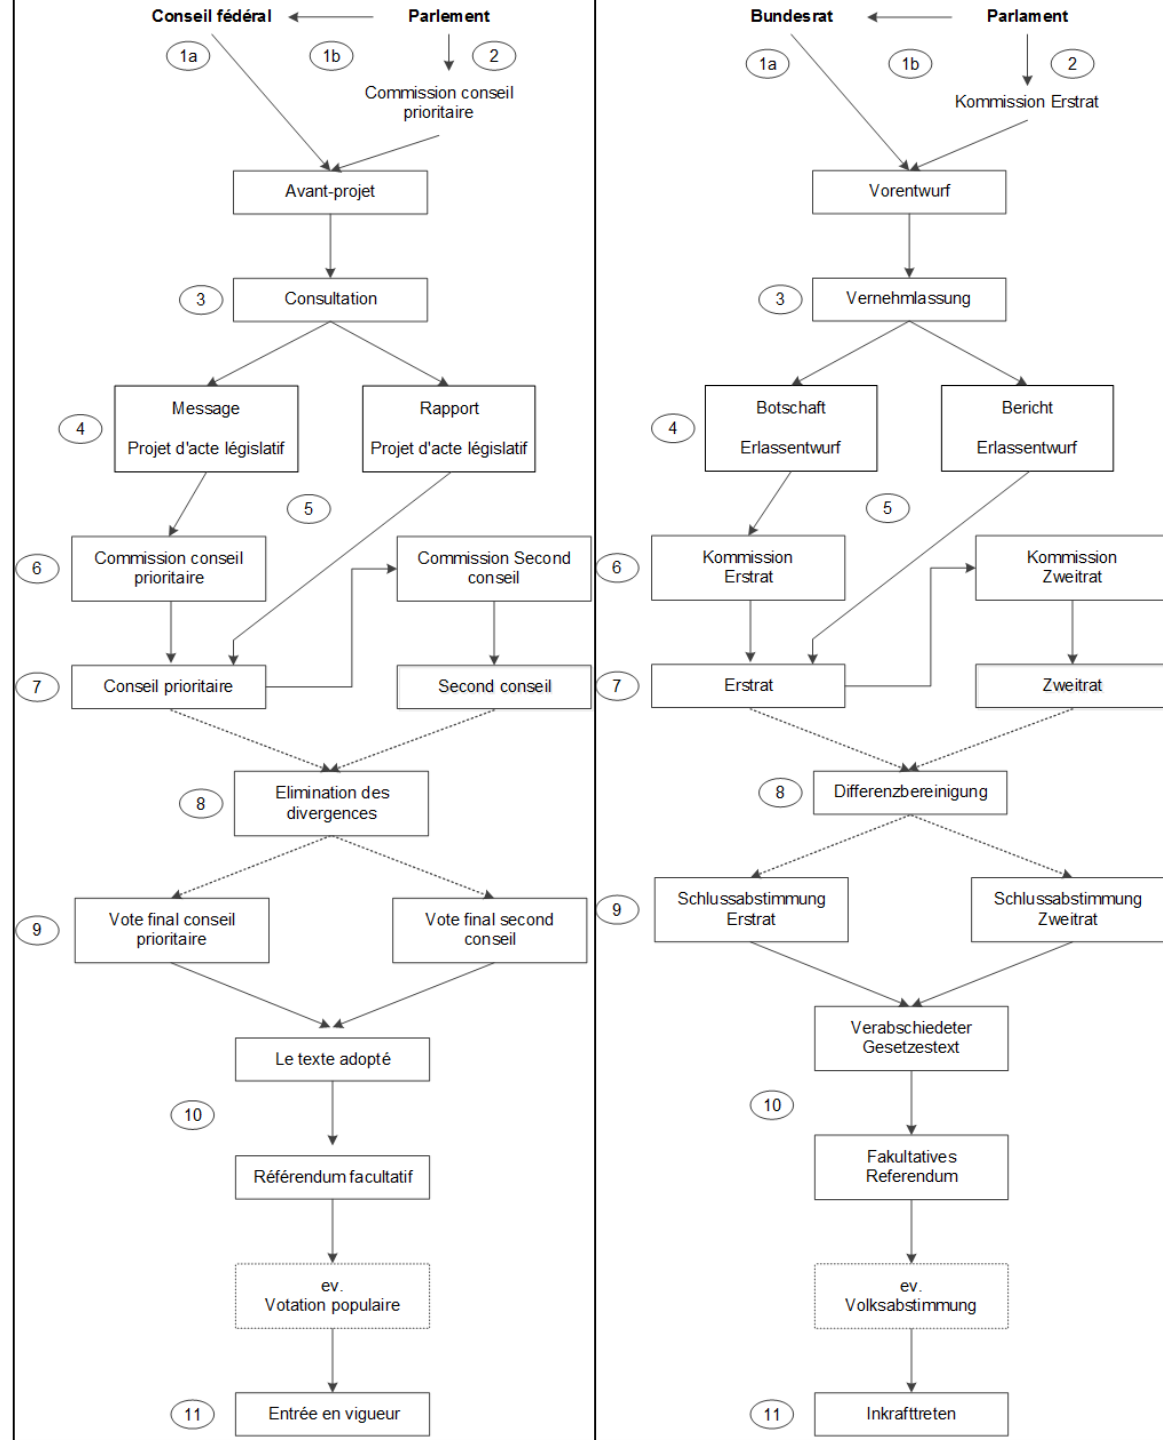 Conseil fédéral
Parlement
1a
1b
2
Commission conseil
prioritaire
Avant-projet
3
Consultation
Message
Projet d'acte législatif
Rapport
Projet d'acte législatif
4
5
6
Commission conseil
prioritaire
Commission Second
conseil
7
Conseil prioritaire
Second conseil
8
Elimination des
divergences
9
Vote final conseil
prioritaire
Vote final second
conseil
Le texte adopté
10
Référendum facultatif
ev.
Votation populaire
11
Entrée en vigueur
Bundesrat
Parlament
1a
1b
2
Kommission Erstrat
Vorentwurf
3
Vernehmlassung
4
Botschaft
Erlassentwurf
Bericht
Erlassentwurf
5
6
Kommission
Erstrat
Kommission
Zweitrat
7
Erstrat
Zweitrat
8
Differenzbereinigung
9
Schlussabstimmung
Erstrat
Schlussabstimmung
Zweitrat
Verabschiedeter
Gesetzestext
10
Fakultatives
Referendum
ev.
Volksabstimmung
11
Inkrafttreten